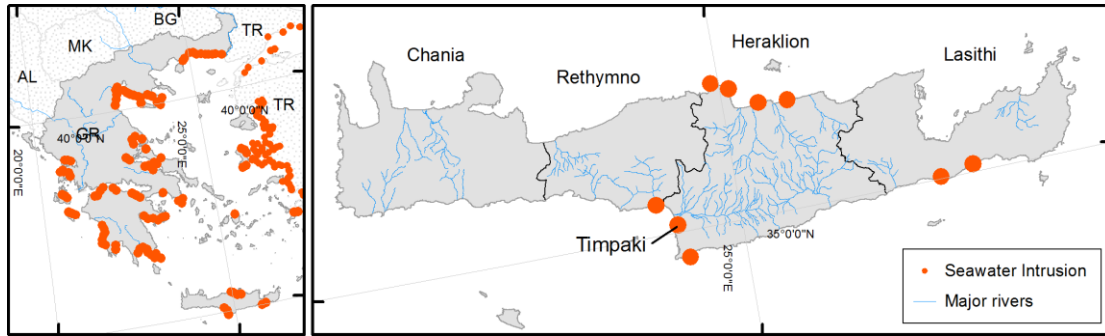 BG
TR
MK
AL
TR
40°0'0"N
40°0'0"N
GR
25°0'0"E
20°0'0"E
Heraklion
Chania
Lasithi
Rethymno
Timpaki
35°0'0"N
25°0'0"E
Seawater Intrusion
Major rivers